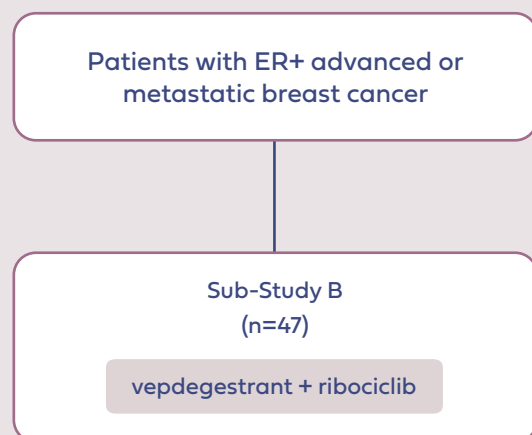 Patients with ER+ advanced or
metastatic breast cancer
Sub-Study B
(n=47)
vepdegestrant + ribociclib